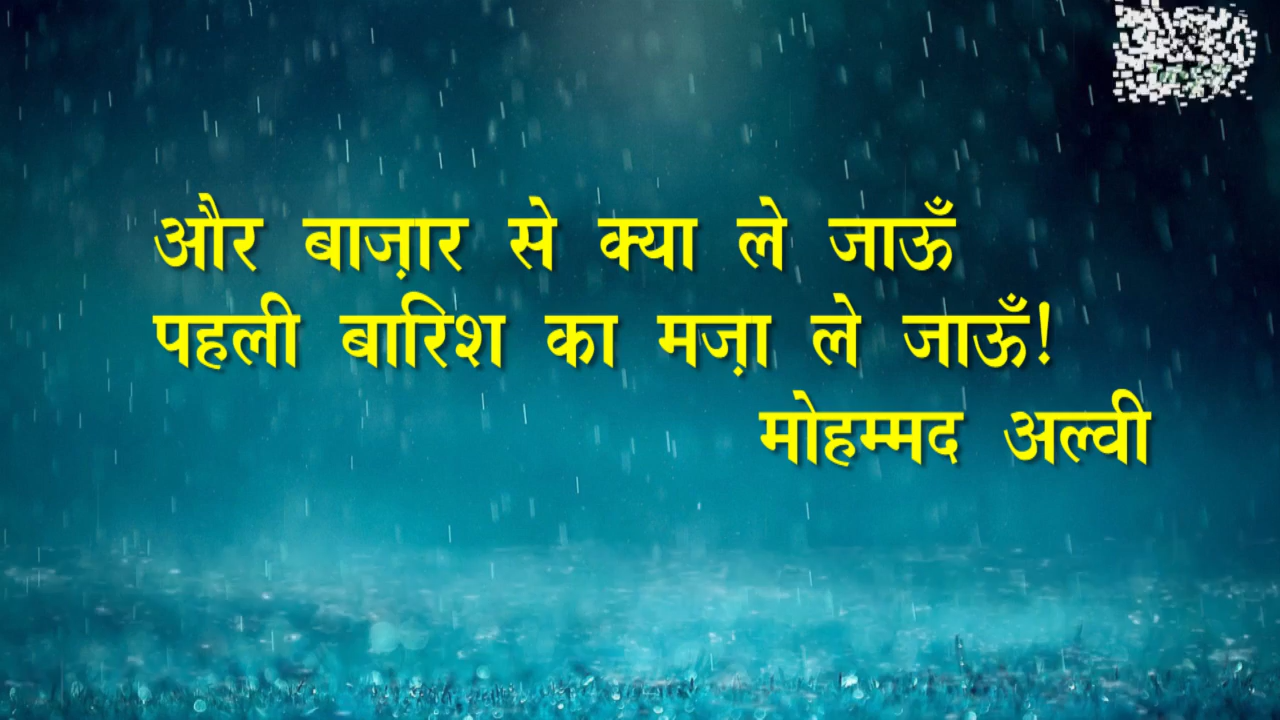 और बाज़ार से क्या ले जाऊँ
पहली बारिश का मज़ा ले जाऊँ!
मोहम्मद अल्वी